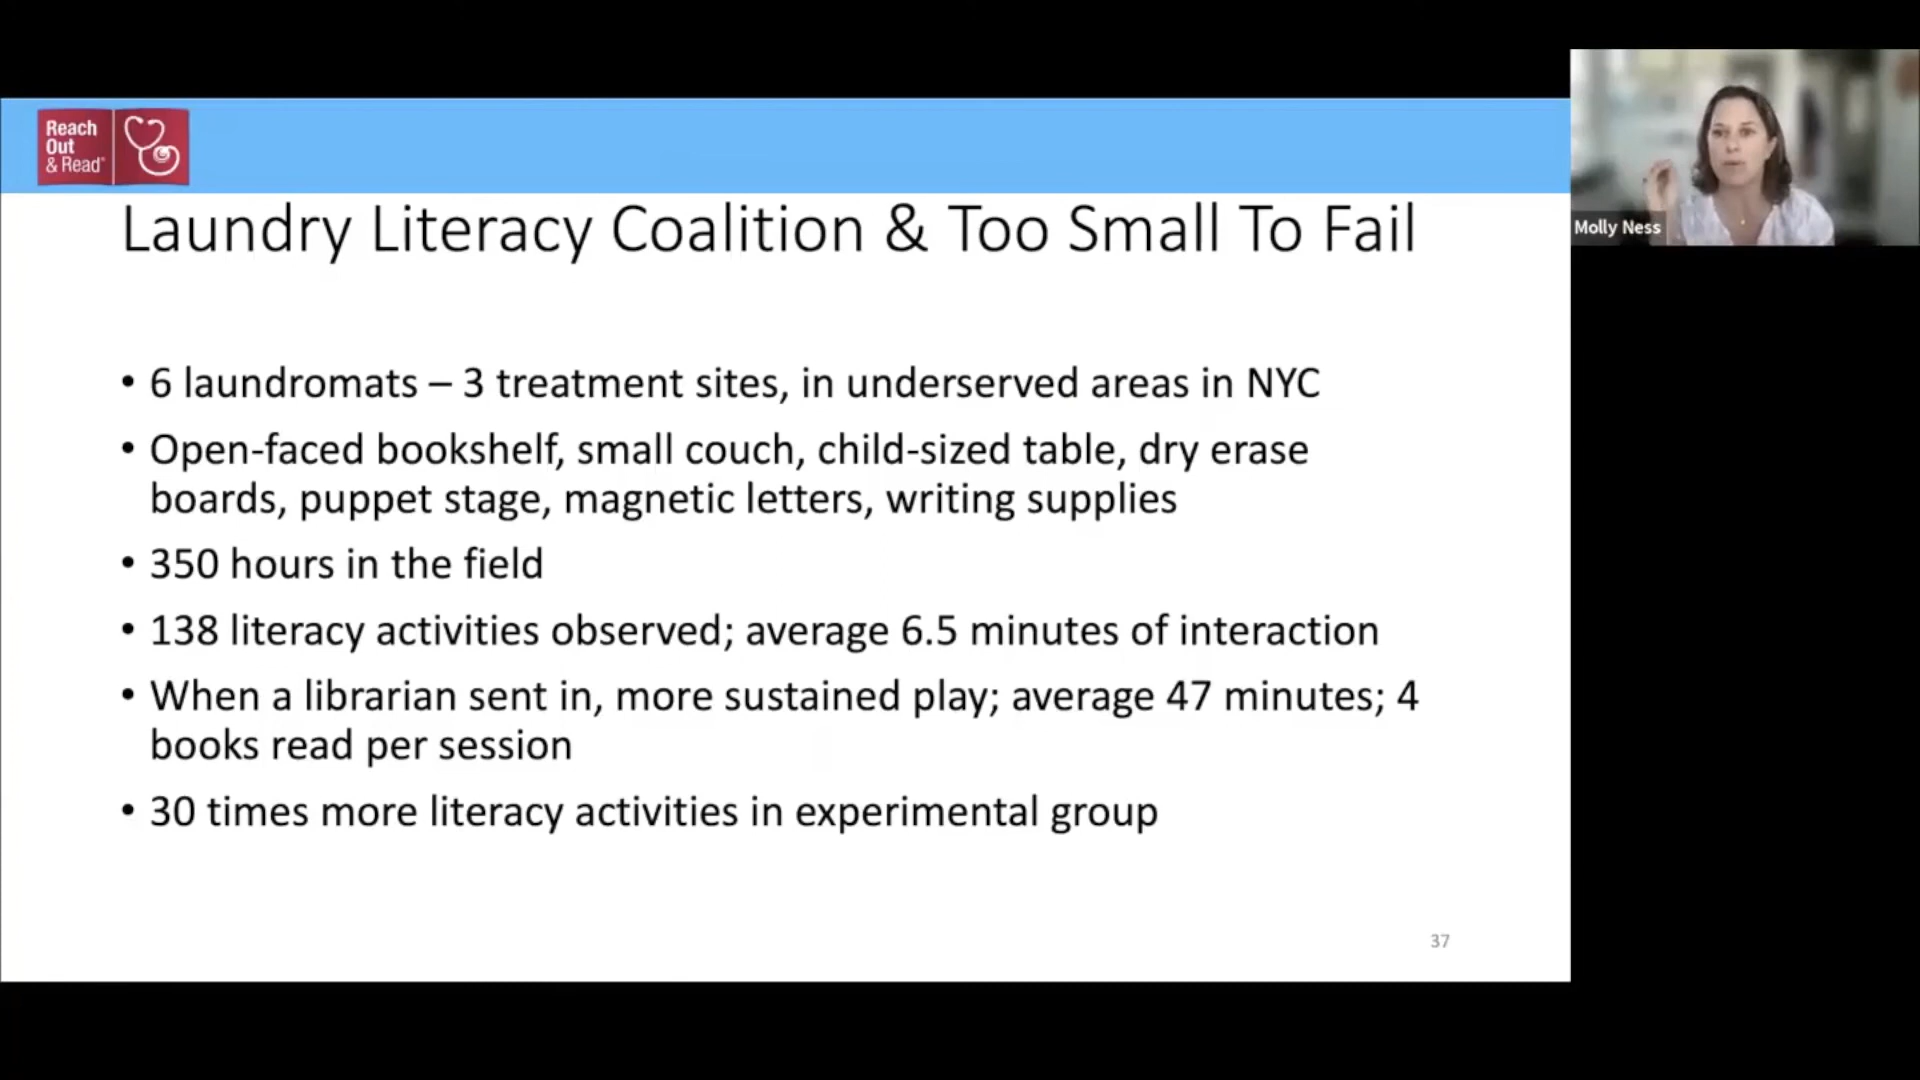 Reach
Out
& Read®
Molly Ness
Laundry Literacy Coalition & Too Small To Fail
• 6 laundromats – 3 treatment sites, in underserved areas in NYC
• Open-faced bookshelf, small couch, child-sized table, dry erase
boards, puppet stage, magnetic letters, writing supplies
• 350 hours in the field
• 138 literacy activities observed; average 6.5 minutes of interaction
• When a librarian sent in, more sustained play; average 47 minutes; 4
books read per session
• 30 times more literacy activities in experimental group
37